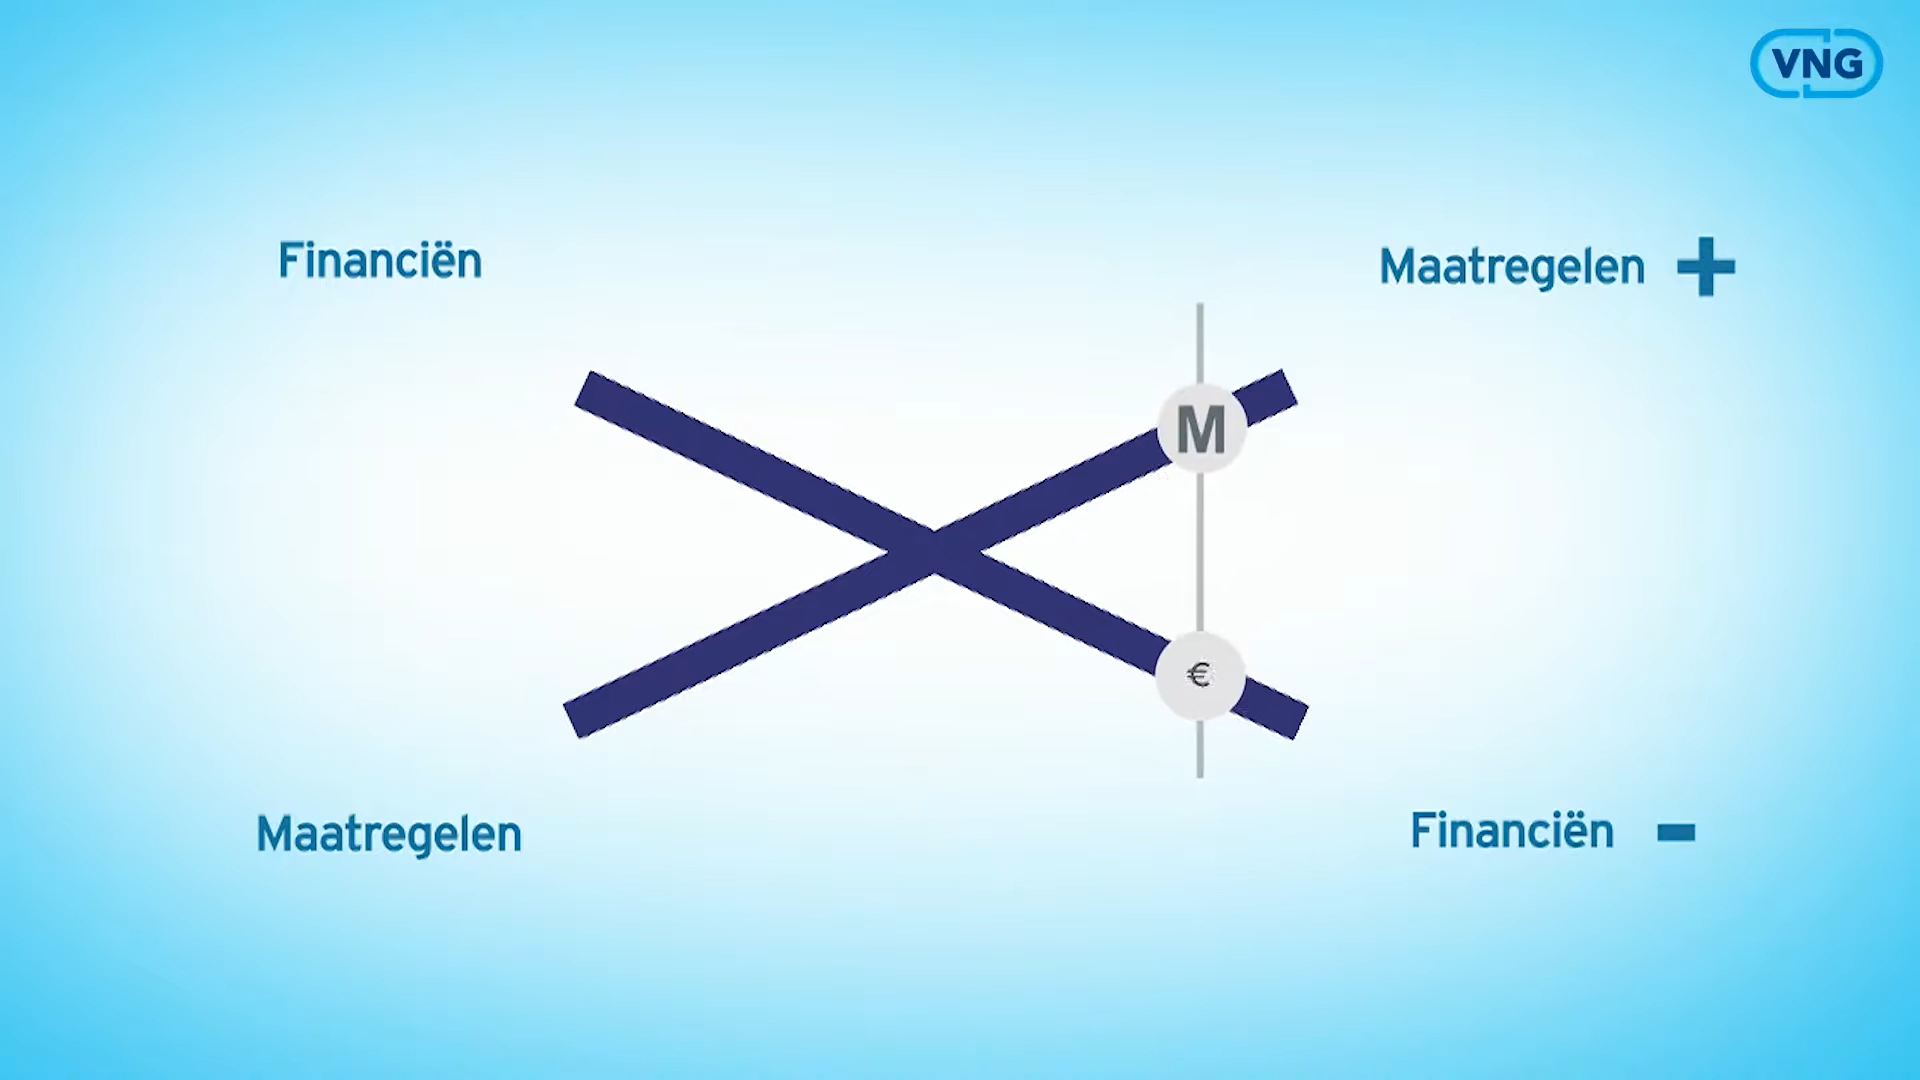 VNG
Financiën
Maatregelen +
M
€
Maatregelen
Financiën -